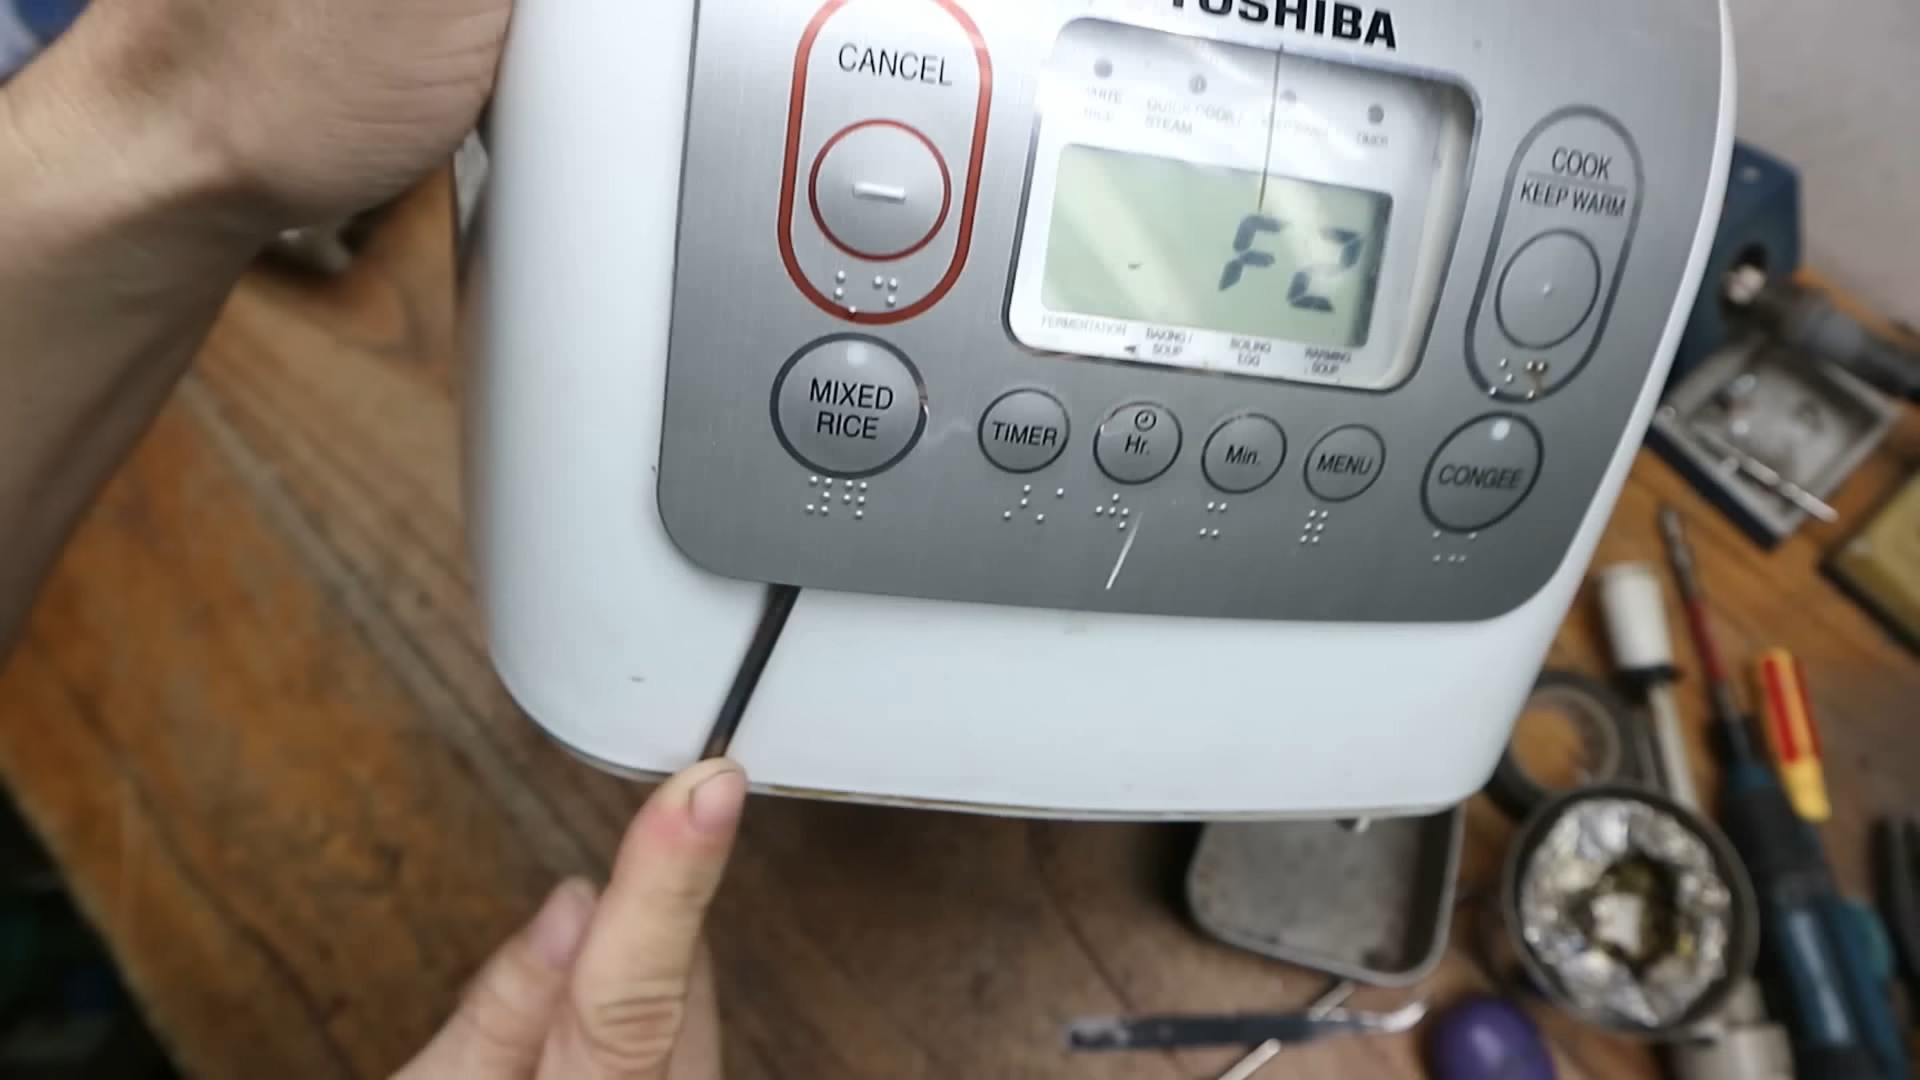 TOSHIBA
CANCEL
QUICK COOK /
STEAM
COOK
KEEP WARM
F2
FERMENTATION
BAKING /
SOUP
BOILING
EGG
WARMING
SOUP
MIXED
RICE
TIMER
Hr.
Min.
MENU
CONGEE